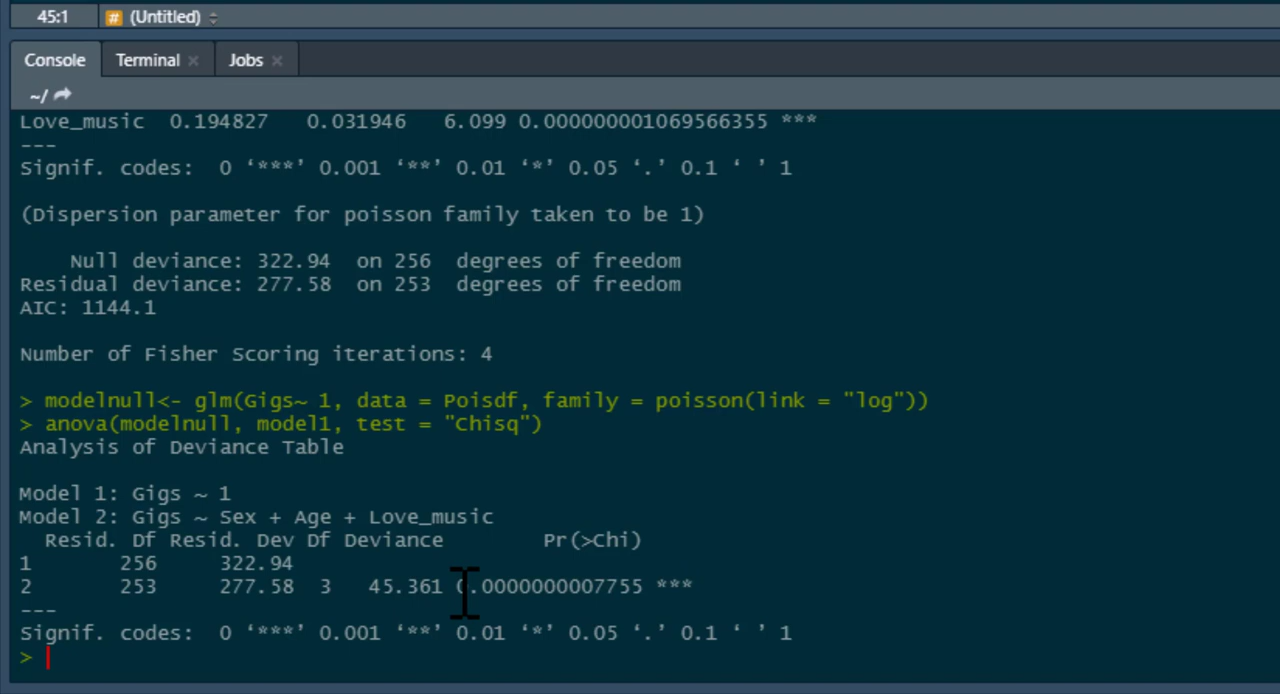 45:1 # (Untitled)
Console Terminal × Jobs ×
~/
Love_music 0.194827 0.031946 6.099 0.000000001069566355 ***
---
Signif. codes: 0 ‘***’ 0.001 ‘**’ 0.01 ‘*’ 0.05 ‘.’ 0.1 ‘ ’ 1
(Dispersion parameter for poisson family taken to be 1)
Null deviance: 322.94 on 256 degrees of freedom
Residual deviance: 277.58 on 253 degrees of freedom
AIC: 1144.1
Number of Fisher Scoring iterations: 4
> modelnull<- glm(Gigs~ 1, data = Poisdf, family = poisson(link = "log"))
> anova(modelnull, model1, test = "Chisq")
Analysis of Deviance Table
Model 1: Gigs ~ 1
Model 2: Gigs ~ Sex + Age + Love_music
Resid. Df Resid. Dev Df Deviance Pr(>Chi)
1 256 322.94
2 253 277.58 3 45.361 0.0000000007755 ***
---
Signif. codes: 0 ‘***’ 0.001 ‘**’ 0.01 ‘*’ 0.05 ‘.’ 0.1 ‘ ’ 1
>